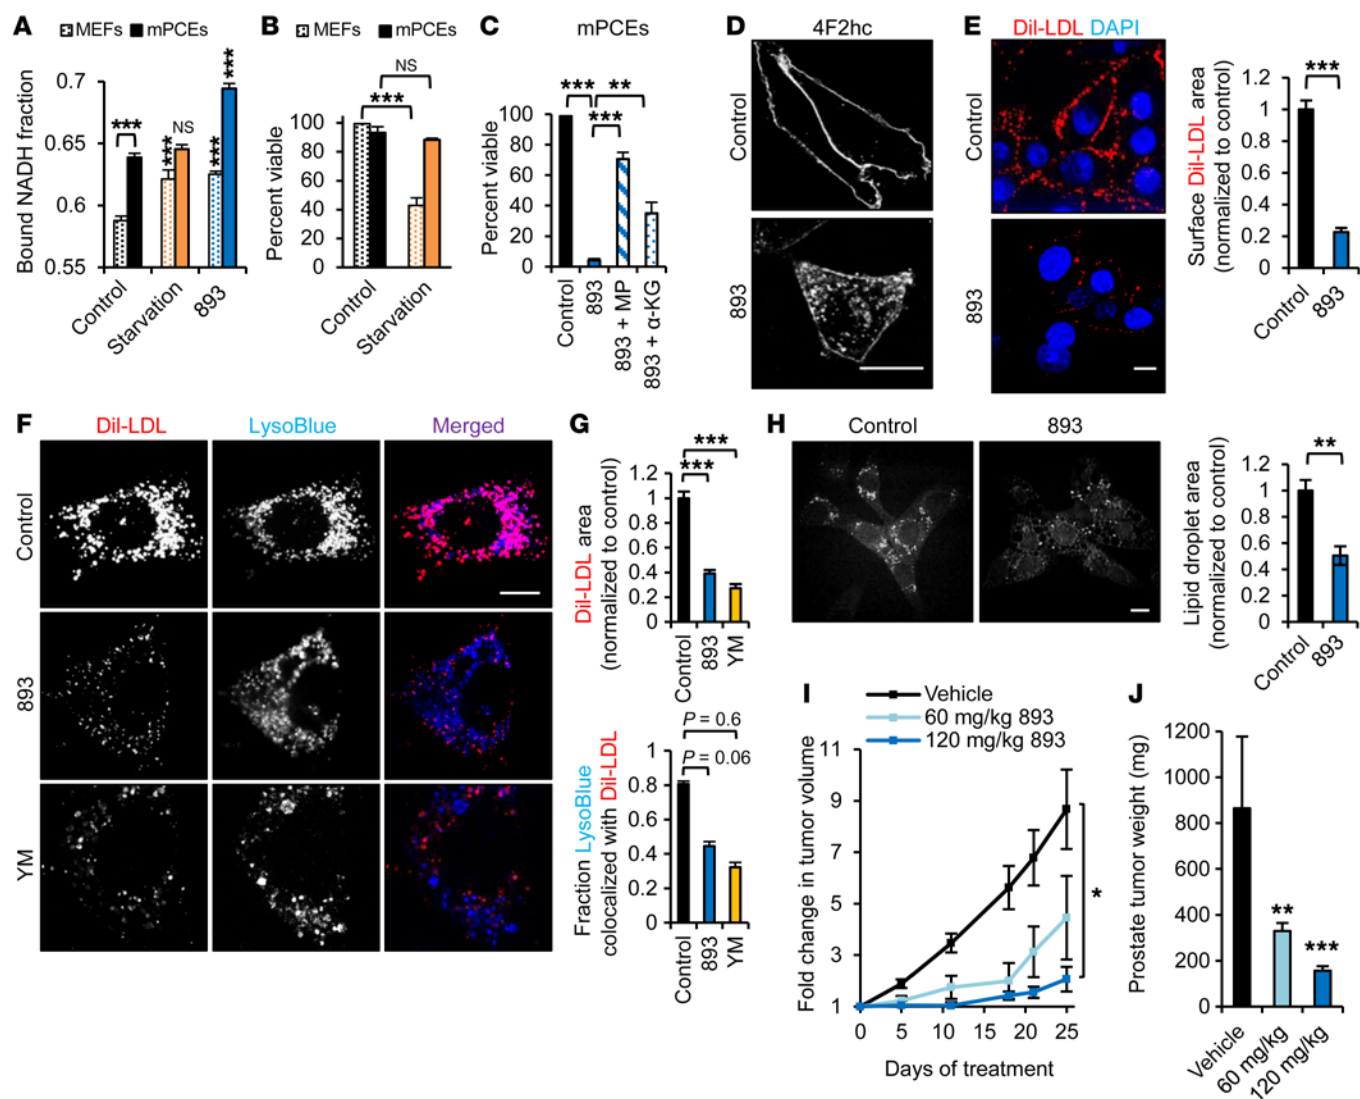 A
MEFs mPCEs
Bound NADH fraction
0.7
0.65
0.6
0.55
***
***
NS
***
***
Control
Starvation
893
B
MEFs mPCEs
Percent viable
100
80
60
40
20
0
***
NS
Control
Starvation
C
mPCEs
Percent viable
100
80
60
40
20
0
***
**
***
Control
893
893 + MP
893 + α-KG
D
4F2hc
Control
893
E
Dil-LDL DAPI
Control
893
Surface Dil-LDL area
(normalized to control)
1.2
1
0.8
0.6
0.4
0.2
0
***
Control
893
F
Dil-LDL
LysoBlue
Merged
Control
893
YM
G
Dil-LDL area
(normalized to control)
1.2
1
0.8
0.6
0.4
0.2
0
***
***
Control
893
YM
Fraction LysoBlue
colocalized with Dil-LDL
1
0.8
0.6
0.4
0.2
0
P = 0.6
P = 0.06
Control
893
YM
H
Control
893
Lipid droplet area
(normalized to control)
1.2
1
0.8
0.6
0.4
0.2
0
**
Control
893
I
Vehicle
60 mg/kg 893
120 mg/kg 893
Fold change in tumor volume
11
9
7
5
3
1
*
0 5 10 15 20 25
Days of treatment
J
Prostate tumor weight (mg)
1200
1000
800
600
400
200
0
**
***
Vehicle
60 mg/kg
120 mg/kg